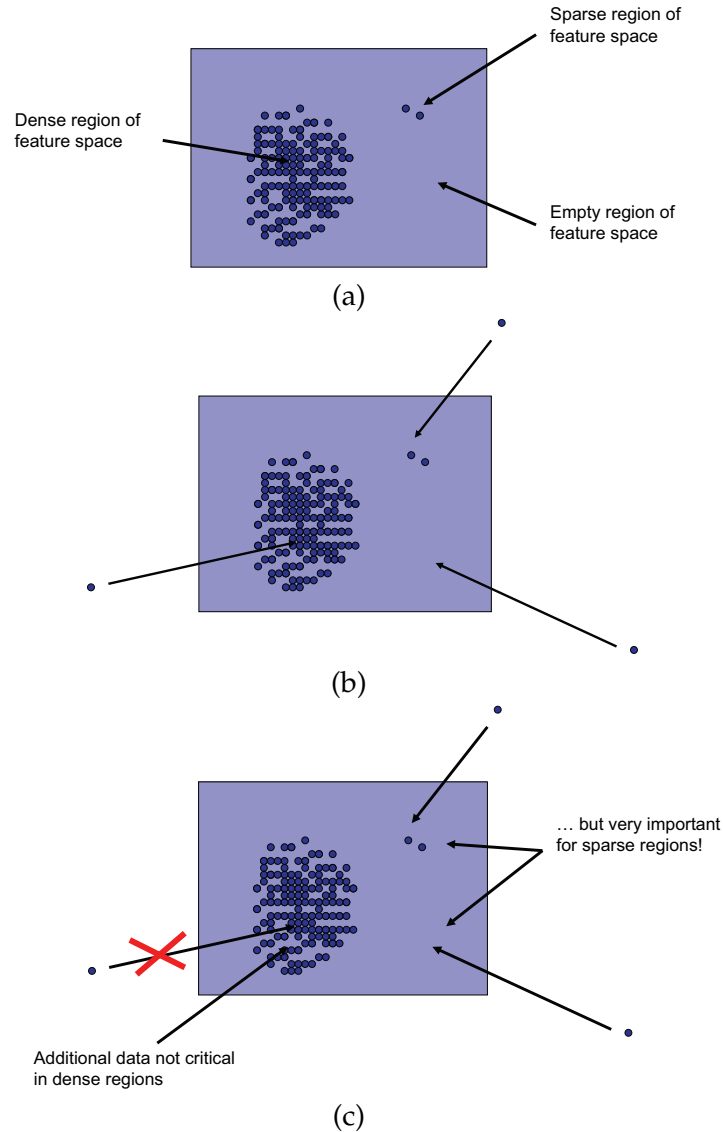 Sparse region of
feature space
Dense region of
feature space
Empty region of
feature space
(a)
(b)
... but very important
for sparse regions!
Additional data not critical
in dense regions
(c)